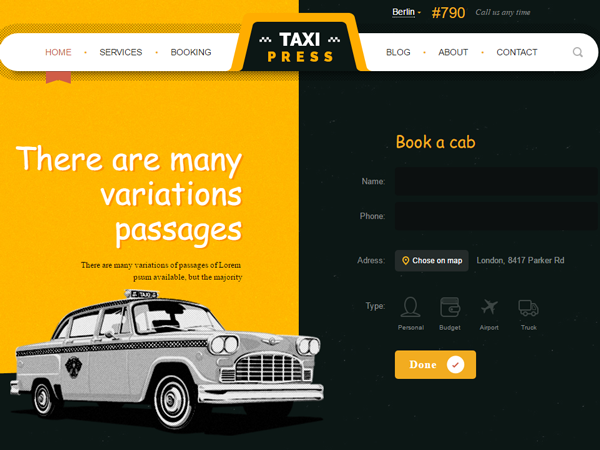 Berlin
#790
Call us any time
HOME
SERVICES
BOOKING
TAXI
PRESS
BLOG
ABOUT
CONTACT
There are many
variations
passages
There are many variations of passages of Lorem
psum available, but the majority
TAXI
Book a cab
Name:
Phone:
Adress:
Chose on map
London, 8417 Parker Rd
Type:
Personal
Budget
Airport
Truck
Done